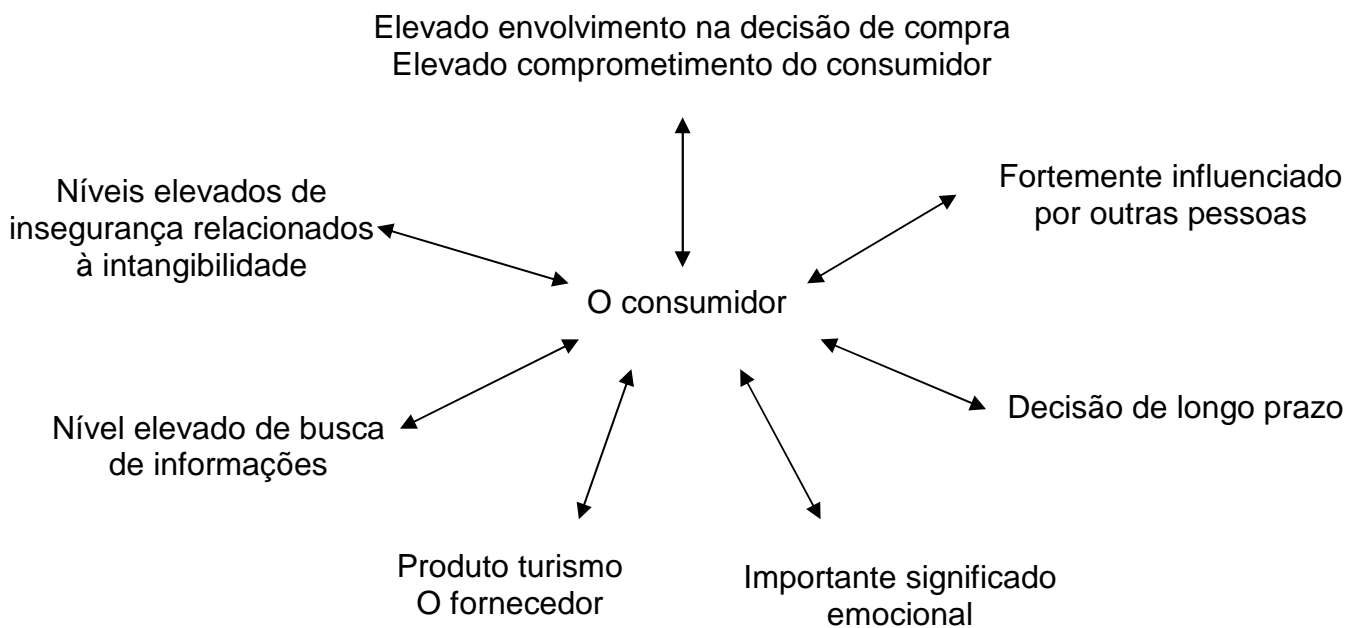 Elevado envolvimento na decisão de compra
Elevado comprometimento do consumidor
Níveis elevados de
insegurança relacionados
à intangibilidade
Fortemente influenciado
por outras pessoas
O consumidor
Nível elevado de busca
de informações
Decisão de longo prazo
Produto turismo
O fornecedor
Importante significado
emocional